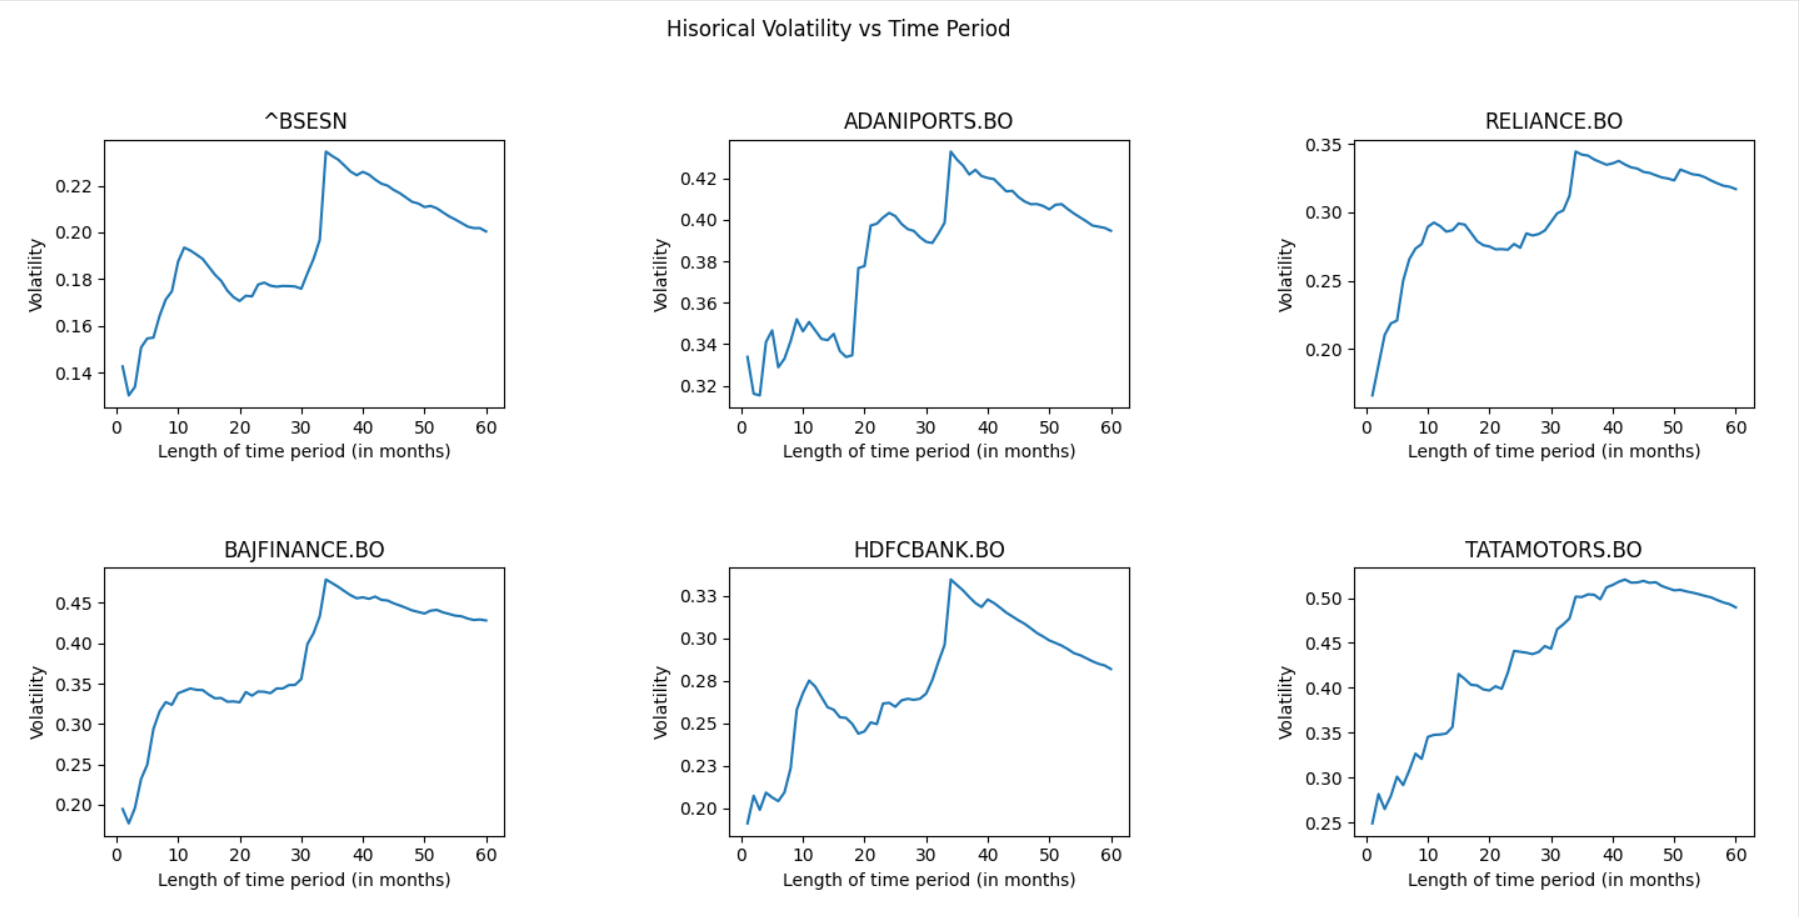 Hisorical Volatility vs Time Period
^BSESN
Volatility
0.22
0.20
0.18
0.16
0.14
0 10 20 30 40 50 60
Length of time period (in months)
ADANIPORTS.BO
Volatility
0.42
0.40
0.38
0.36
0.34
0.32
0 10 20 30 40 50 60
Length of time period (in months)
RELIANCE.BO
Volatility
0.35
0.30
0.25
0.20
0 10 20 30 40 50 60
Length of time period (in months)
BAJFINANCE.BO
Volatility
0.45
0.40
0.35
0.30
0.25
0.20
0 10 20 30 40 50 60
Length of time period (in months)
HDFCBANK.BO
Volatility
0.33
0.30
0.28
0.25
0.23
0.20
0 10 20 30 40 50 60
Length of time period (in months)
TATAMOTORS.BO
Volatility
0.50
0.45
0.40
0.35
0.30
0.25
0 10 20 30 40 50 60
Length of time period (in months)